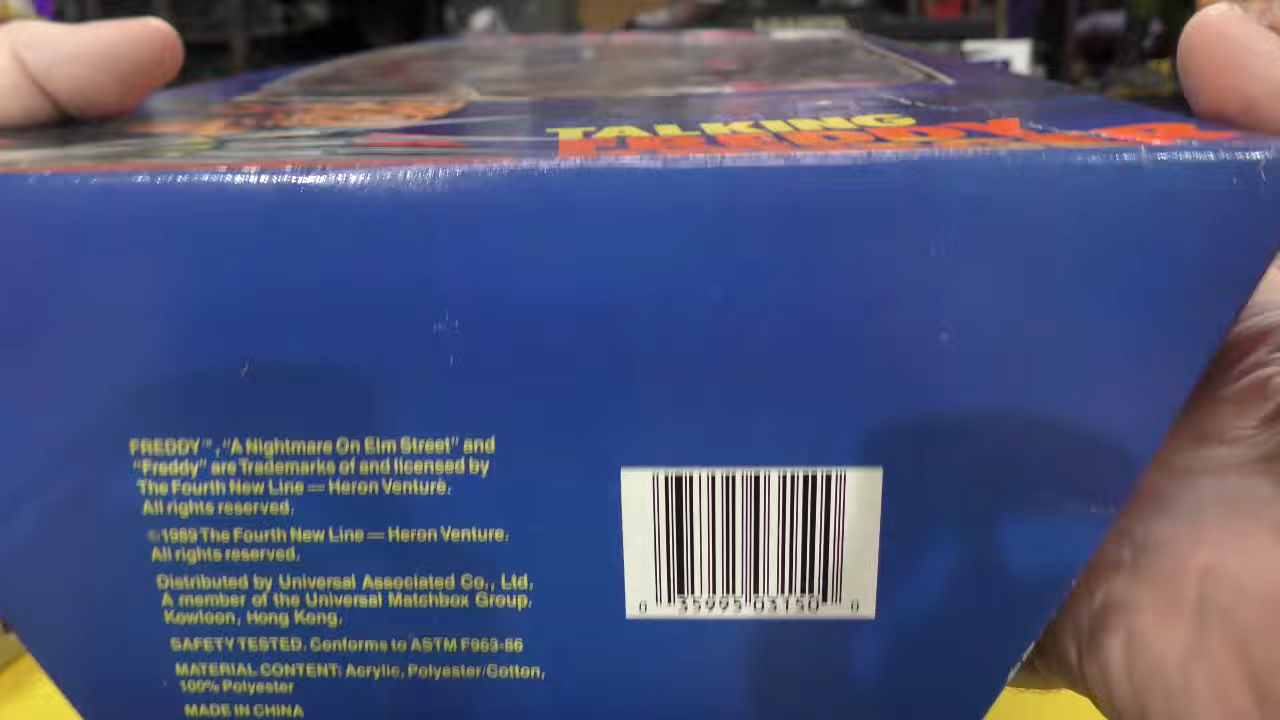 TALKING
FREDDY
FREDDY™, "A Nightmare On Elm Street" and
"Freddy" are Trademarks of and licensed by
The Fourth New Line — Heron Venture.
All rights reserved.
©1989 The Fourth New Line — Heron Venture.
All rights reserved.
Distributed by Universal Associated Co., Ltd.
A member of the Universal Matchbox Group.
Kowloon, Hong Kong.
SAFETY TESTED. Conforms to ASTM F963-86
MATERIAL CONTENT: Acrylic, Polyester/Cotton,
100% Polyester
MADE IN CHINA
0 35995 03150 0